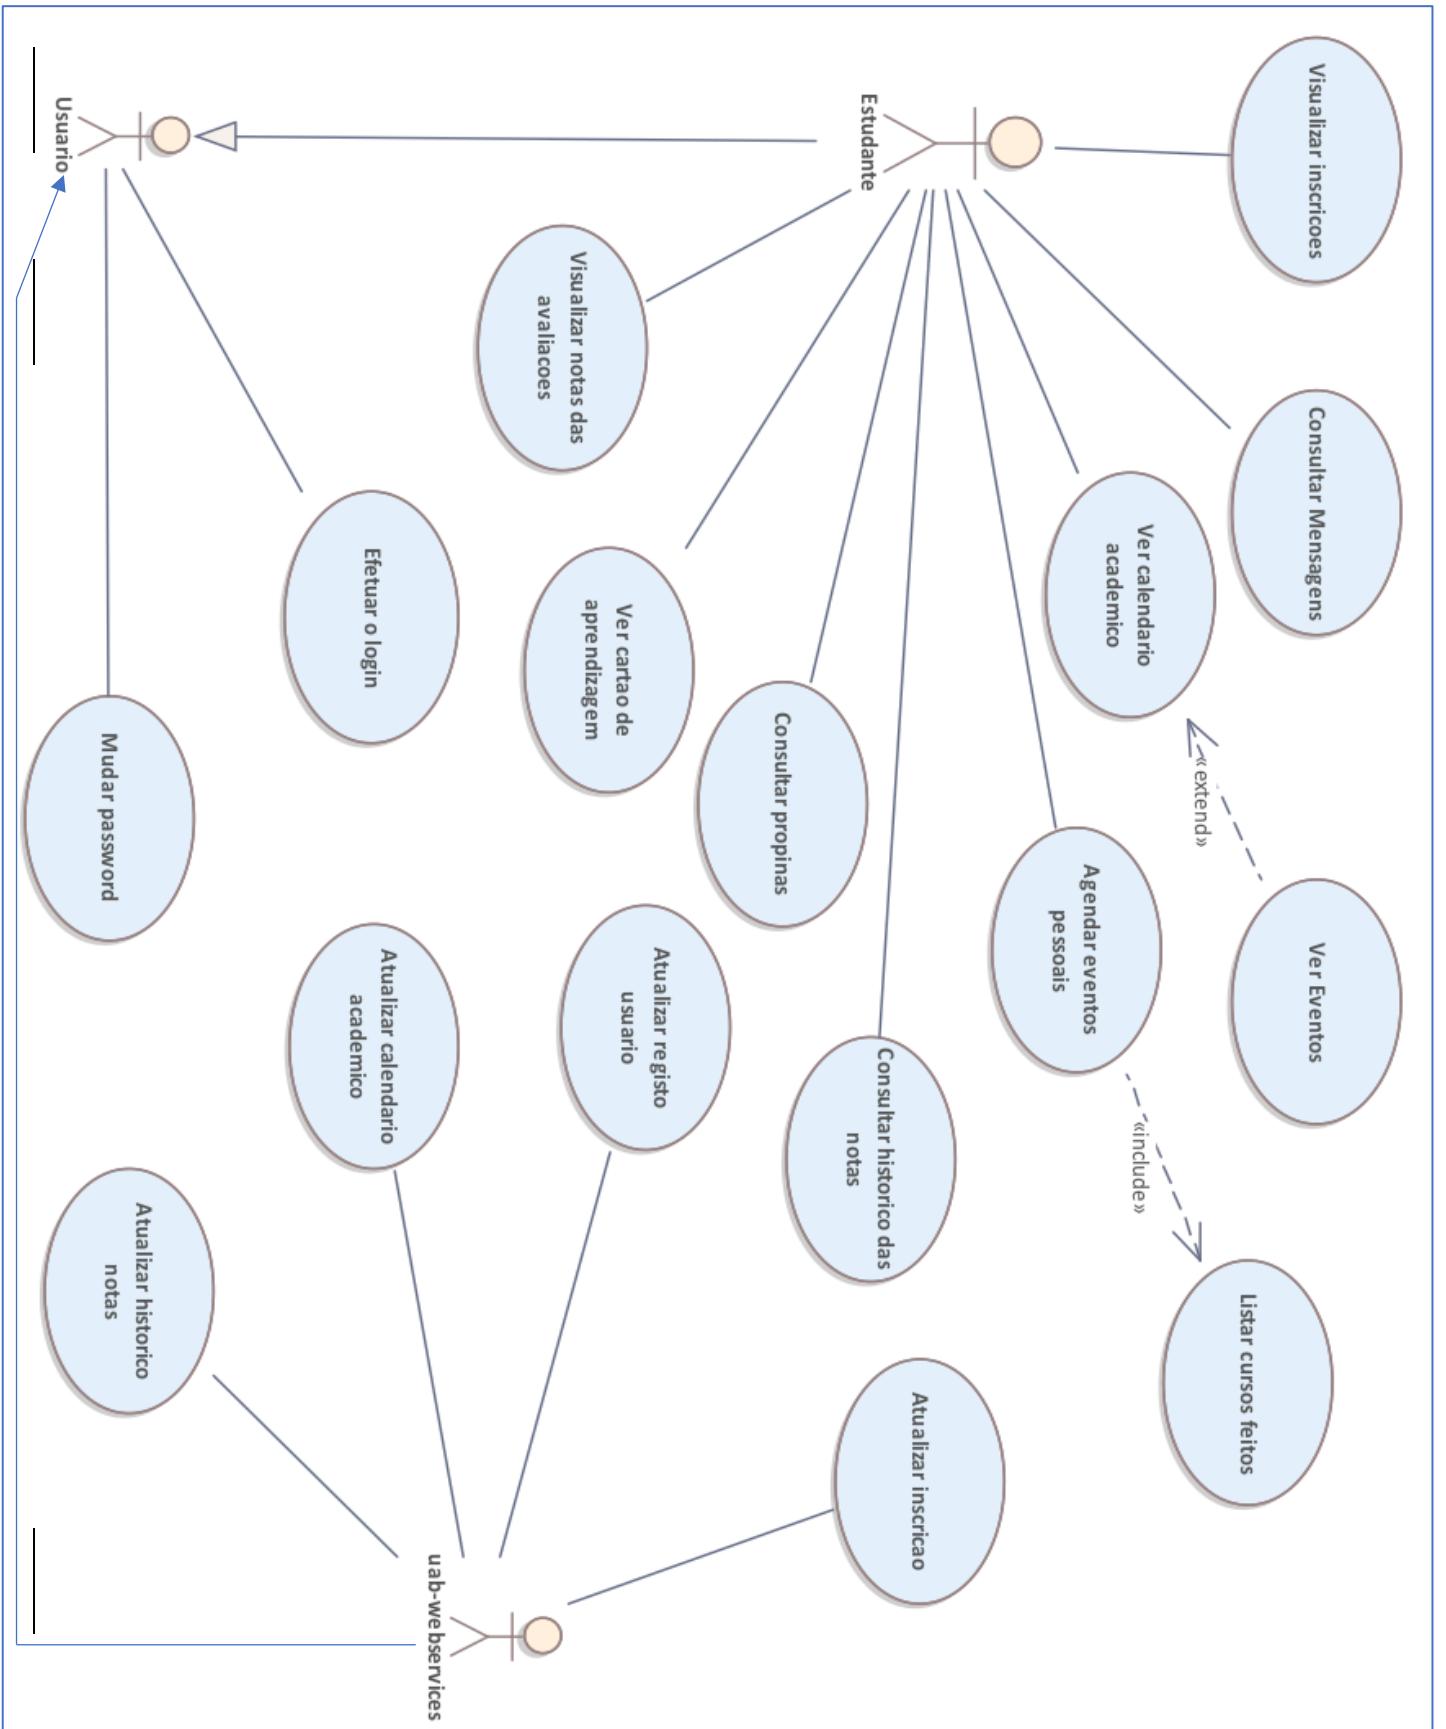 Visualizar inscricoes
Consultar Mensagens
Ver Eventos
Ver calendario
academico
«extend»
Listar cursos feitos
«include»
Agendar eventos
pessoais
Estudante
Consultar historico das
notas
Atualizar inscricao
Consultar propinas
Ver cartao de
aprendizagem
Visualizar notas das
avaliacoes
Atualizar registo
usuario
uab-webservices
Efetuar o login
Atualizar calendario
academico
Usuario
Mudar password
Atualizar historico
notas